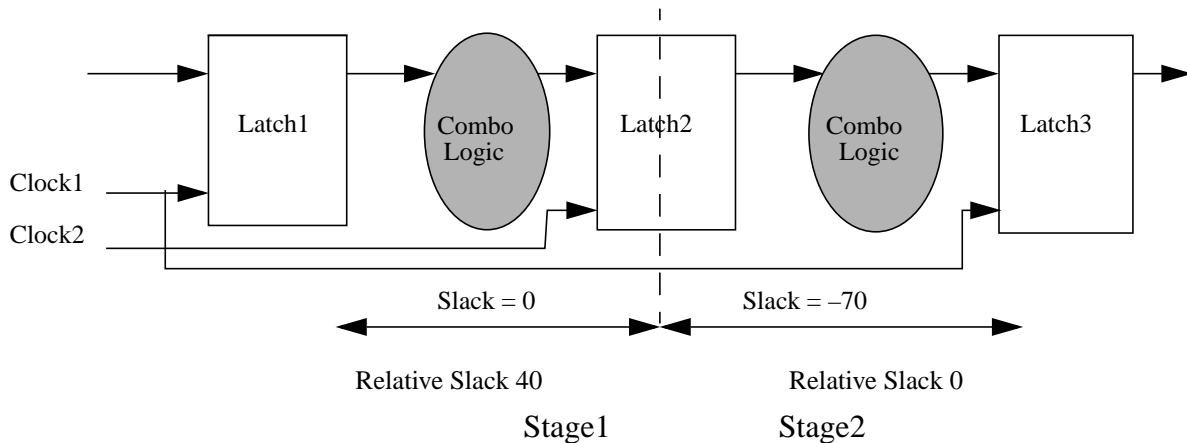 Latch1
Combo
Logic
Latch2
Combo
Logic
Latch3
Clock1
Clock2
Slack = 0
Slack = –70
Relative Slack 40
Relative Slack 0
Stage1
Stage2